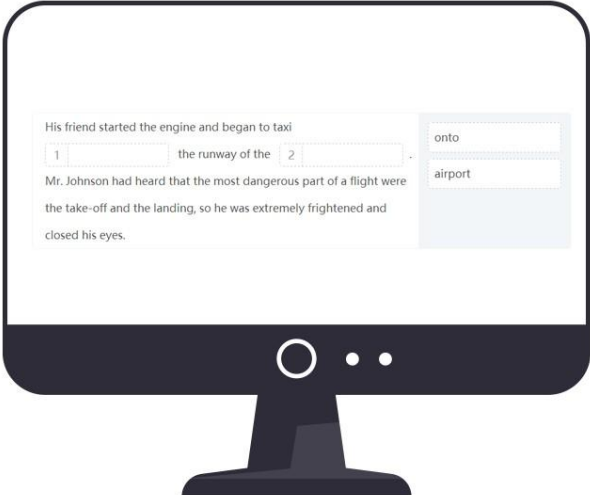 His friend started the engine and began to taxi
1 the runway of the 2 .
Mr. Johnson had heard that the most dangerous part of a flight were
the take-off and the landing, so he was extremely frightened and
closed his eyes.
onto
airport